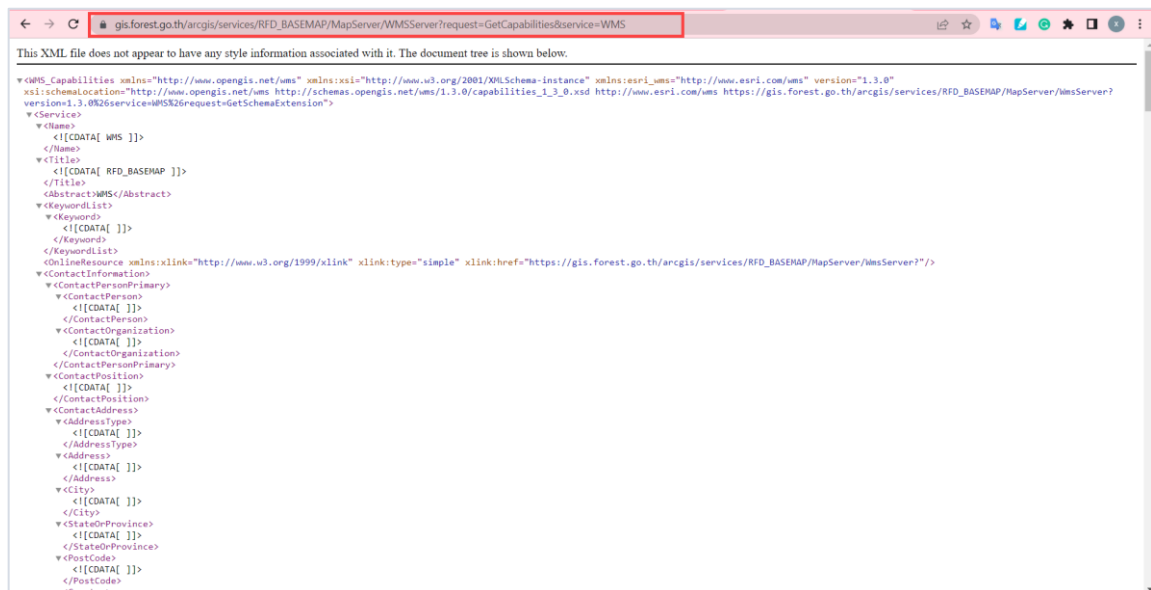 gis.forest.go.th/arcgis/services/RFD_BASEMAP/MapServer/WMSServer?request=GetCapabilities&service=WMS
This XML file does not appear to have any style information associated with it. The document tree is shown below.
▼<WMS_Capabilities xmlns="http://www.opengis.net/wms" xmlns:xsi="http://www.w3.org/2001/XMLSchema-instance" xmlns:esri_wms="http://www.esri.com/wms" version="1.3.0"
xsi:schemaLocation="http://www.opengis.net/wms http://schemas.opengis.net/wms/1.3.0/capabilities_1_3_0.xsd http://www.esri.com/wms https://gis.forest.go.th/arcgis/services/RFD_BASEMAP/MapServer/WmsServer?
version=1.3.0%26service=WMS%26request=GetSchemaExtension">
▼<Service>
▼<Name>
<![CDATA[ WMS ]]>
</Name>
▼<Title>
<![CDATA[ RFD_BASEMAP ]]>
</Title>
<Abstract>WMS</Abstract>
▼<KeywordList>
▼<Keyword>
<![CDATA[ ]]>
</Keyword>
</KeywordList>
<OnlineResource xmlns:xlink="http://www.w3.org/1999/xlink" xlink:type="simple" xlink:href="https://gis.forest.go.th/arcgis/services/RFD_BASEMAP/MapServer/WmsServer?"/>
▼<ContactInformation>
▼<ContactPersonPrimary>
▼<ContactPerson>
<![CDATA[ ]]>
</ContactPerson>
▼<ContactOrganization>
<![CDATA[ ]]>
</ContactOrganization>
</ContactPersonPrimary>
▼<ContactPosition>
<![CDATA[ ]]>
</ContactPosition>
▼<ContactAddress>
▼<AddressType>
<![CDATA[ ]]>
</AddressType>
▼<Address>
<![CDATA[ ]]>
</Address>
▼<City>
<![CDATA[ ]]>
</City>
▼<StateOrProvince>
<![CDATA[ ]]>
</StateOrProvince>
▼<PostCode>
<![CDATA[ ]]>
</PostCode>